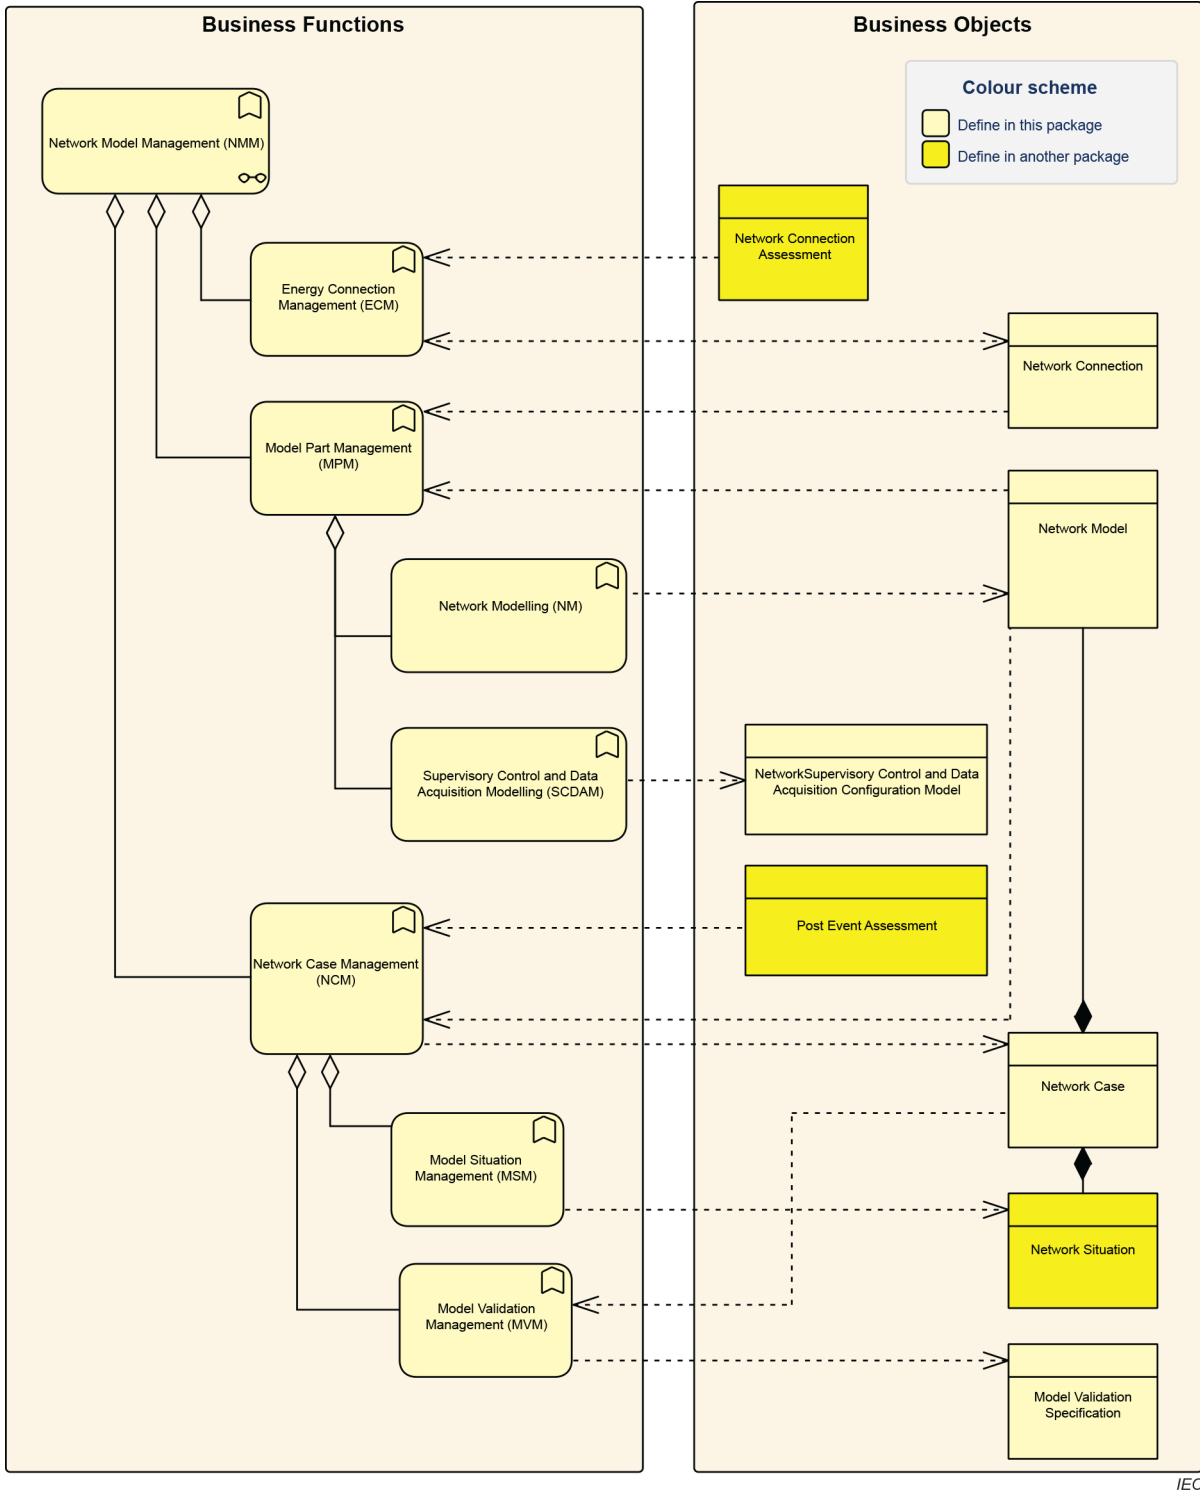 Business Functions
Business Objects
Colour scheme
Define in this package
Define in another package
Network Model Management (NMM)
Network Connection
Assessment
Energy Connection
Management (ECM)
Network Connection
Model Part Management
(MPM)
Network Model
Network Modelling (NM)
Supervisory Control and Data
Acquisition Modelling (SCDAM)
NetworkSupervisory Control and Data
Acquisition Configuration Model
Post Event Assessment
Network Case Management
(NCM)
Network Case
Model Situation
Management (MSM)
Network Situation
Model Validation
Management (MVM)
Model Validation
Specification
IEC